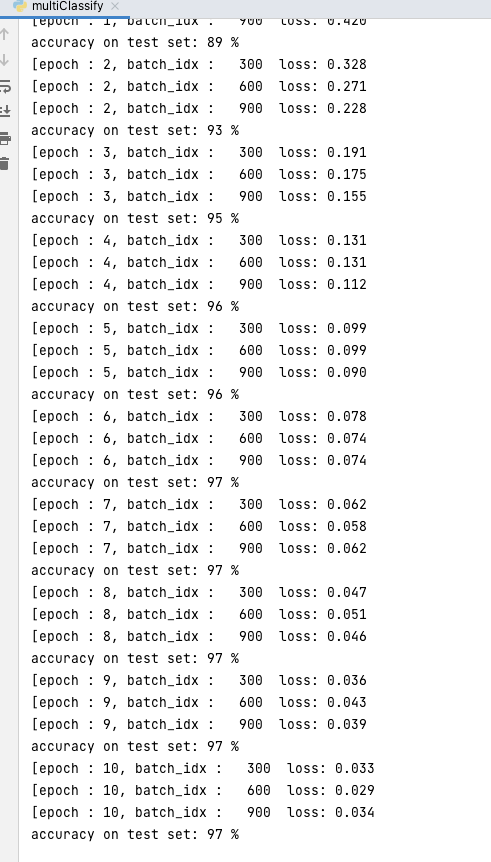 multiClassify
[epoch : 1, batch_idx :   900  loss: 0.420
accuracy on test set: 89 %
[epoch : 2, batch_idx :   300  loss: 0.328
[epoch : 2, batch_idx :   600  loss: 0.271
[epoch : 2, batch_idx :   900  loss: 0.228
accuracy on test set: 93 %
[epoch : 3, batch_idx :   300  loss: 0.191
[epoch : 3, batch_idx :   600  loss: 0.175
[epoch : 3, batch_idx :   900  loss: 0.155
accuracy on test set: 95 %
[epoch : 4, batch_idx :   300  loss: 0.131
[epoch : 4, batch_idx :   600  loss: 0.131
[epoch : 4, batch_idx :   900  loss: 0.112
accuracy on test set: 96 %
[epoch : 5, batch_idx :   300  loss: 0.099
[epoch : 5, batch_idx :   600  loss: 0.099
[epoch : 5, batch_idx :   900  loss: 0.090
accuracy on test set: 96 %
[epoch : 6, batch_idx :   300  loss: 0.078
[epoch : 6, batch_idx :   600  loss: 0.074
[epoch : 6, batch_idx :   900  loss: 0.074
accuracy on test set: 97 %
[epoch : 7, batch_idx :   300  loss: 0.062
[epoch : 7, batch_idx :   600  loss: 0.058
[epoch : 7, batch_idx :   900  loss: 0.062
accuracy on test set: 97 %
[epoch : 8, batch_idx :   300  loss: 0.047
[epoch : 8, batch_idx :   600  loss: 0.051
[epoch : 8, batch_idx :   900  loss: 0.046
accuracy on test set: 97 %
[epoch : 9, batch_idx :   300  loss: 0.036
[epoch : 9, batch_idx :   600  loss: 0.043
[epoch : 9, batch_idx :   900  loss: 0.039
accuracy on test set: 97 %
[epoch : 10, batch_idx :   300  loss: 0.033
[epoch : 10, batch_idx :   600  loss: 0.029
[epoch : 10, batch_idx :   900  loss: 0.034
accuracy on test set: 97 %